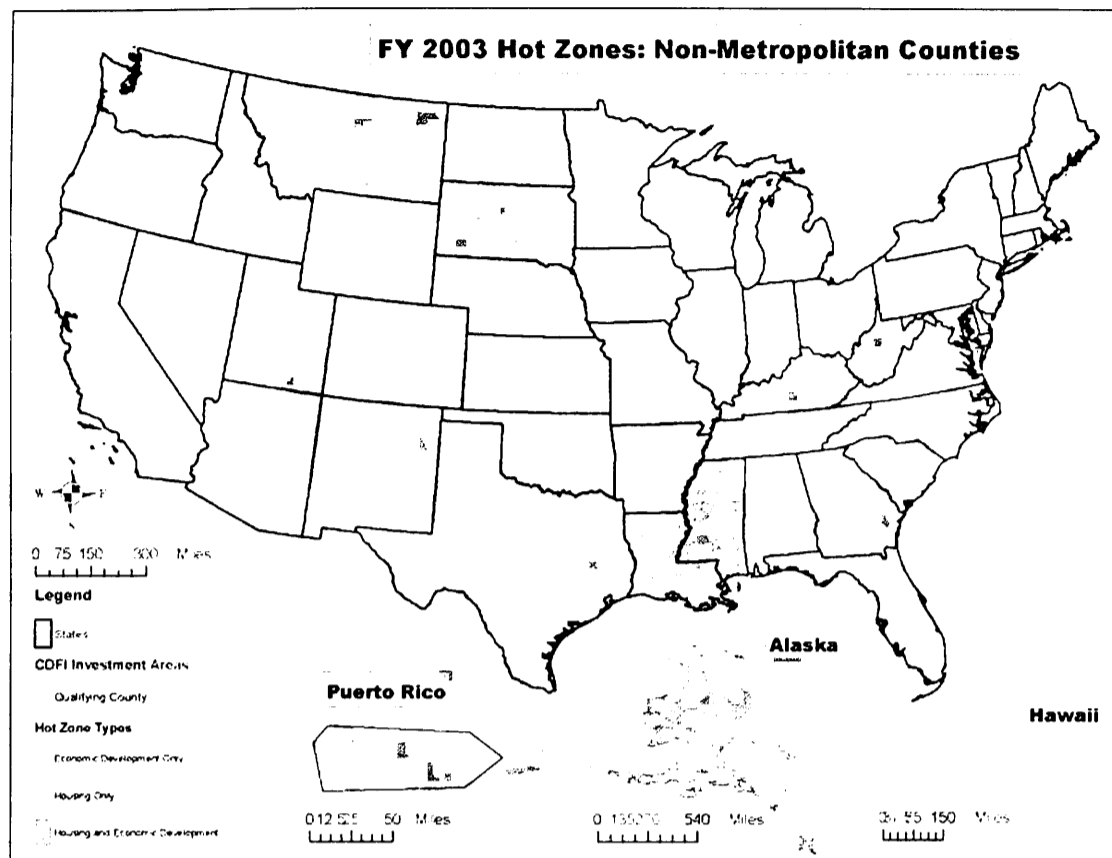 FY 2003 Hot Zones: Non-Metropolitan Counties
W
0 75 150 300 Miles
Legend
States
CDFI Investment Areas
Qualifying County
Hot Zone Types
Economic Development Only
Housing Only
Housing and Economic Development
Puerto Rico
50 Miles
Alaska
540 Miles
Hawaii
150 Miles